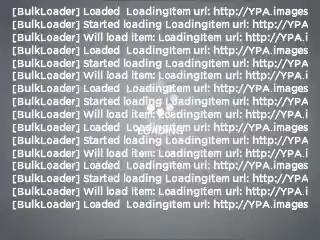 [BulkLoader] Loaded  LoadingItem url: http://YPA.images
[BulkLoader] Started loading LoadingItem url: http://YPA
[BulkLoader] Will load item: LoadingItem url: http://YPA.i
[BulkLoader] Loaded  LoadingItem url: http://YPA.images
[BulkLoader] Started loading LoadingItem url: http://YPA
[BulkLoader] Will load item: LoadingItem url: http://YPA.i
[BulkLoader] Loaded  LoadingItem url: http://YPA.images
[BulkLoader] Started loading LoadingItem url: http://YPA
[BulkLoader] Will load item: LoadingItem url: http://YPA.i
[BulkLoader] Loaded  LoadingItem url: http://YPA.images
LOADING
[BulkLoader] Started loading LoadingItem url: http://YPA
[BulkLoader] Will load item: LoadingItem url: http://YPA.i
[BulkLoader] Loaded  LoadingItem url: http://YPA.images
[BulkLoader] Started loading LoadingItem url: http://YPA
[BulkLoader] Will load item: LoadingItem url: http://YPA.i
[BulkLoader] Loaded  LoadingItem url: http://YPA.images